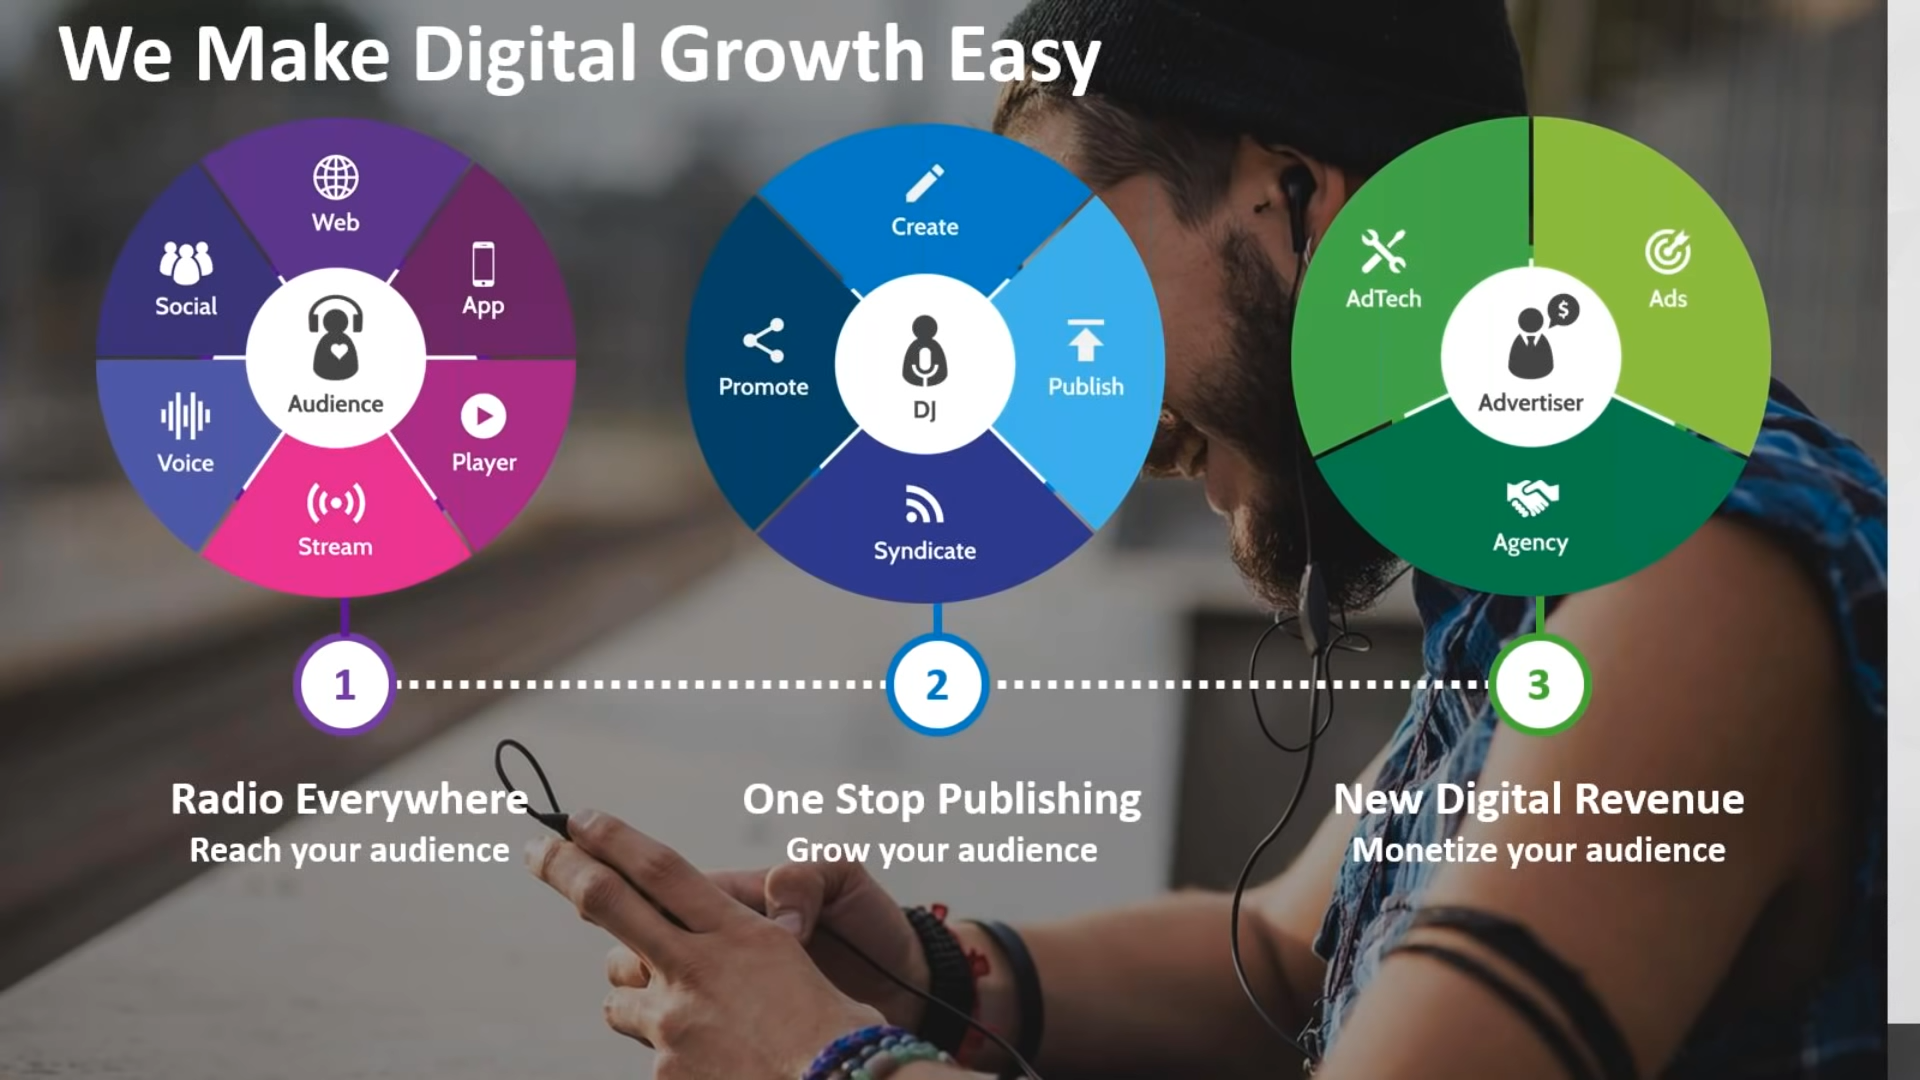 We Make Digital Growth Easy
Web
Social
App
Audience
Voice
Player
Stream
Create
Promote
Publish
DJ
Syndicate
AdTech
Ads
$
Advertiser
Agency
1
2
3
Radio Everywhere
Reach your audience
One Stop Publishing
Grow your audience
New Digital Revenue
Monetize your audience